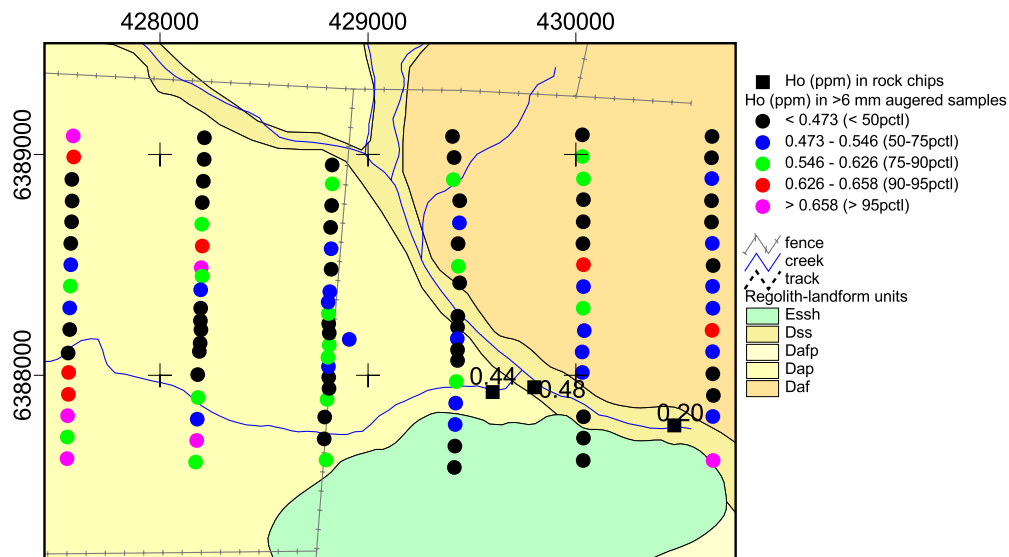 428000 429000 430000
6389000
6388000
0.44
0.48
0.20
Ho (ppm) in rock chips
Ho (ppm) in >6 mm augered samples
< 0.473 (< 50pctl)
0.473 - 0.546 (50-75pctl)
0.546 - 0.626 (75-90pctl)
0.626 - 0.658 (90-95pctl)
> 0.658 (> 95pctl)
fence
creek
track
Regolith-landform units
Essh
Dss
Dafp
Dap
Daf